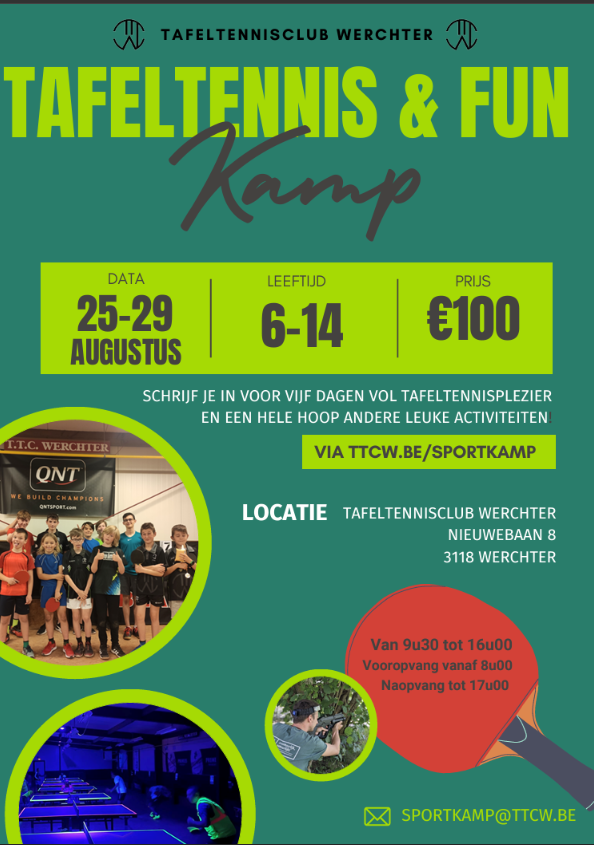 TAFELTENNISCLUB WERCHTER
TAFELTENNIS & FUN
Kamp
DATA
25-29
AUGUSTUS
LEEFTIJD
6-14
PRIJS
€100
SCHRIJF JE IN VOOR VIJF DAGEN VOL TAFELTENNISPLEZIER
EN EEN HELE HOOP ANDERE LEUKE ACTIVITEITEN!
VIA TTCW.BE/SPORTKAMP
T.T.C. WERCHTER
QNT
WE BUILD CHAMPIONS
QNTSPORT.com
LOCATIE
TAFELTENNISCLUB WERCHTER
NIEUWEBAAN 8
3118 WERCHTER
Van 9u30 tot 16u00
Vooropvang vanaf 8u00
Naopvang tot 17u00
SPORTKAMP@TTCW.BE